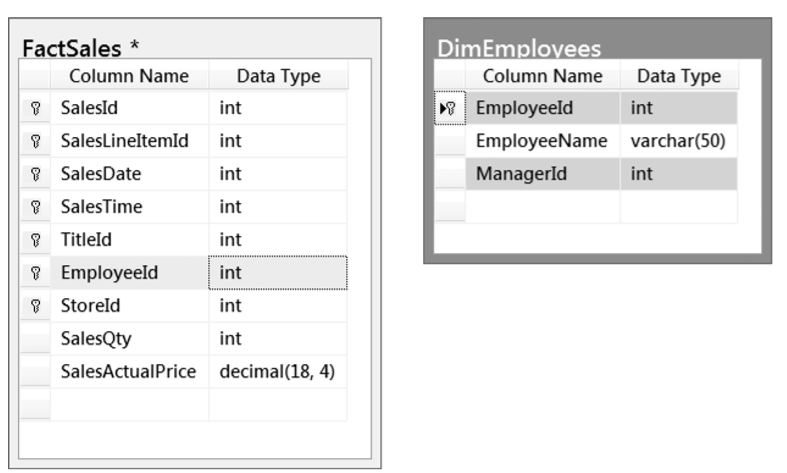 FactSales *
Column Name Data Type
SalesId int
SalesLineItemId int
SalesDate int
SalesTime int
TitleId int
EmployeeId int
StoreId int
SalesQty int
SalesActualPrice decimal(18, 4)
DimEmployees
Column Name Data Type
EmployeeId int
EmployeeName varchar(50)
ManagerId int